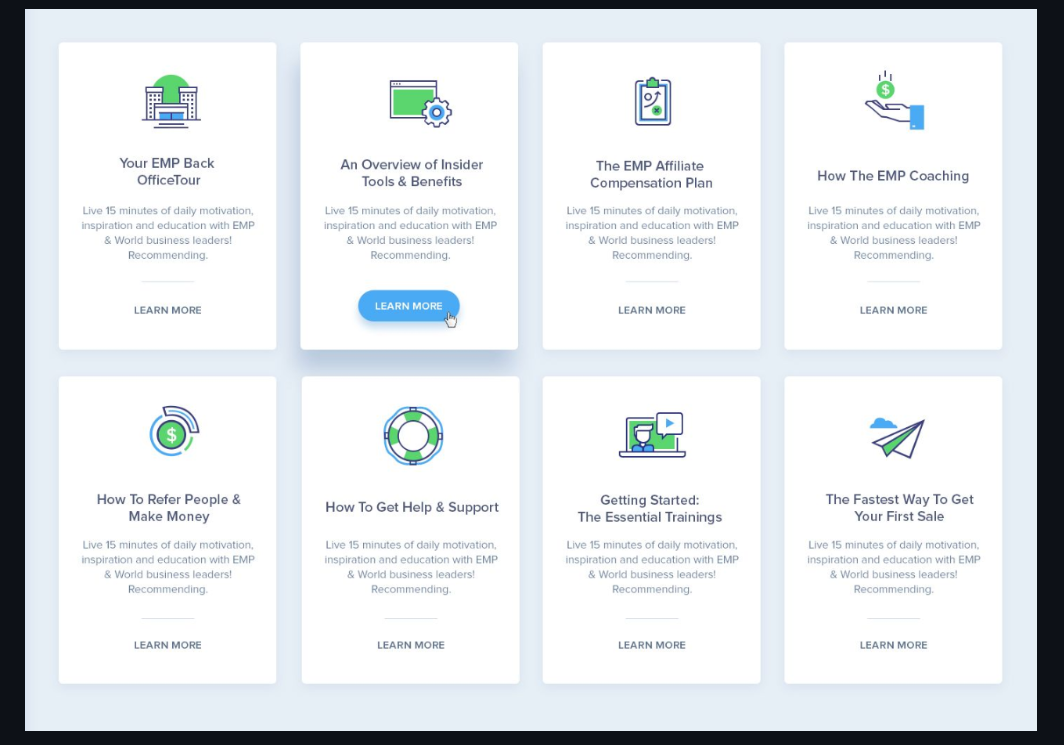 Your EMP Back
OfficeTour
Live 15 minutes of daily motivation,
inspiration and education with EMP
& World business leaders!
Recommending.
LEARN MORE
An Overview of Insider
Tools & Benefits
Live 15 minutes of daily motivation,
inspiration and education with EMP
& World business leaders!
Recommending.
LEARN MORE
The EMP Affiliate
Compensation Plan
Live 15 minutes of daily motivation,
inspiration and education with EMP
& World business leaders!
Recommending.
LEARN MORE
$
How The EMP Coaching
Live 15 minutes of daily motivation,
inspiration and education with EMP
& World business leaders!
Recommending.
LEARN MORE
$
How To Refer People &
Make Money
Live 15 minutes of daily motivation,
inspiration and education with EMP
& World business leaders!
Recommending.
LEARN MORE
How To Get Help & Support
Live 15 minutes of daily motivation,
inspiration and education with EMP
& World business leaders!
Recommending.
LEARN MORE
Getting Started:
The Essential Trainings
Live 15 minutes of daily motivation,
inspiration and education with EMP
& World business leaders!
Recommending.
LEARN MORE
The Fastest Way To Get
Your First Sale
Live 15 minutes of daily motivation,
inspiration and education with EMP
& World business leaders!
Recommending.
LEARN MORE